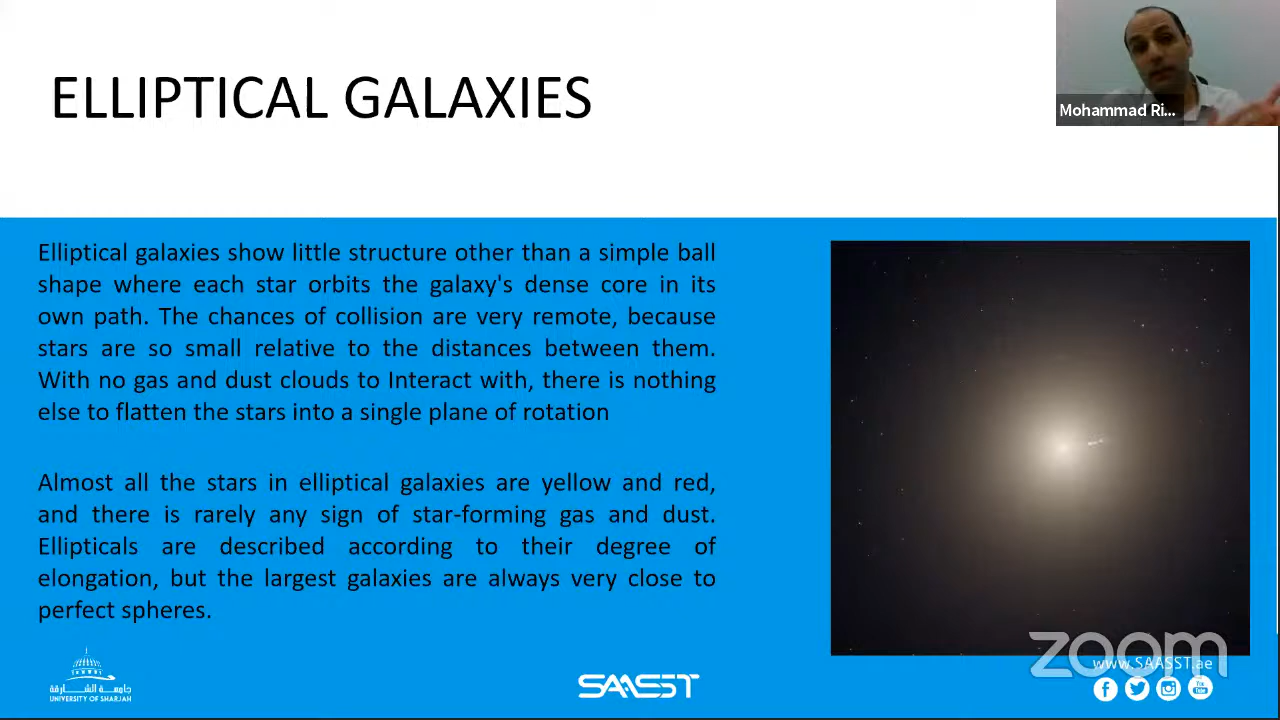 ELLIPTICAL GALAXIES
Mohammad Ri...
Elliptical galaxies show little structure other than a simple ball
shape where each star orbits the galaxy's dense core in its
own path. The chances of collision are very remote, because
stars are so small relative to the distances between them.
With no gas and dust clouds to Interact with, there is nothing
else to flatten the stars into a single plane of rotation
Almost all the stars in elliptical galaxies are yellow and red,
and there is rarely any sign of star-forming gas and dust.
Ellipticals are described according to their degree of
elongation, but the largest galaxies are always very close to
perfect spheres.
جامعة الشارقة
UNIVERSITY OF SHARJAH
SAASST
zoom
www.SAASST.ae
You
Tube